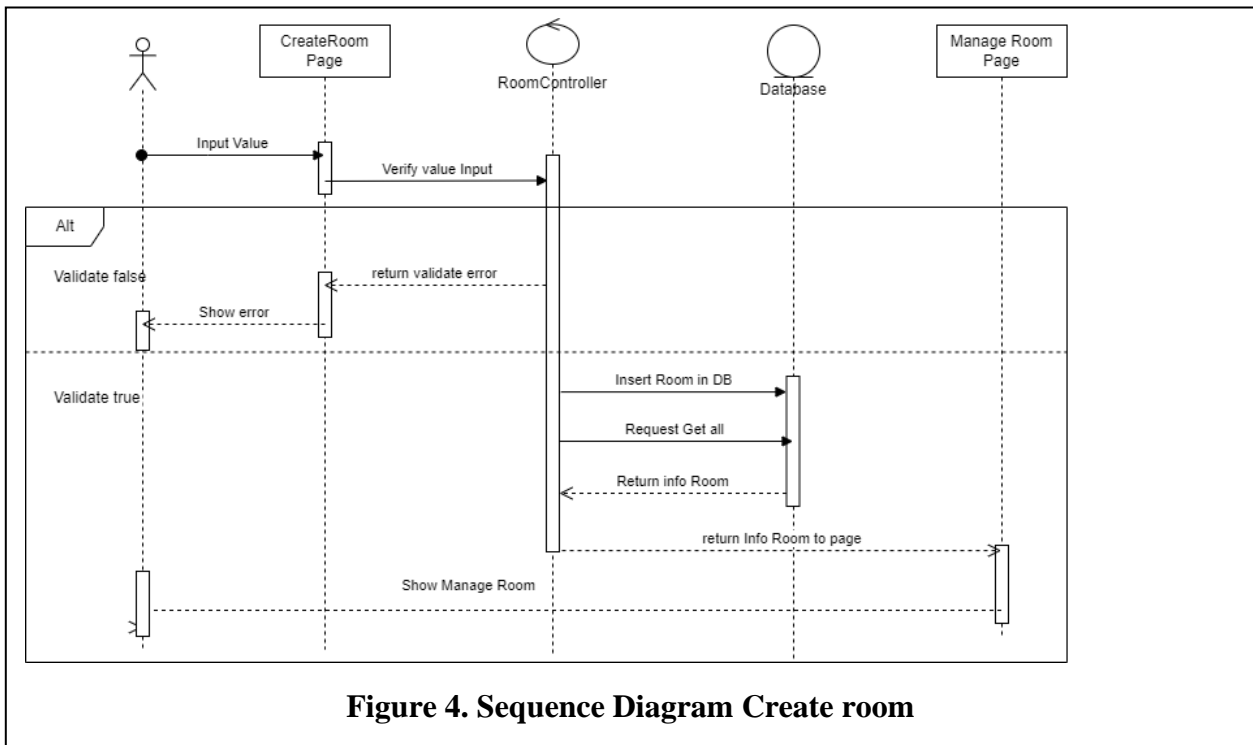 CreateRoom
Page
RoomController
Database
Manage Room
Page
Input Value
Verify value Input
Alt
Validate false
return validate error
Show error
Validate true
Insert Room in DB
Request Get all
Return info Room
return Info Room to page
Show Manage Room
Figure 4. Sequence Diagram Create room